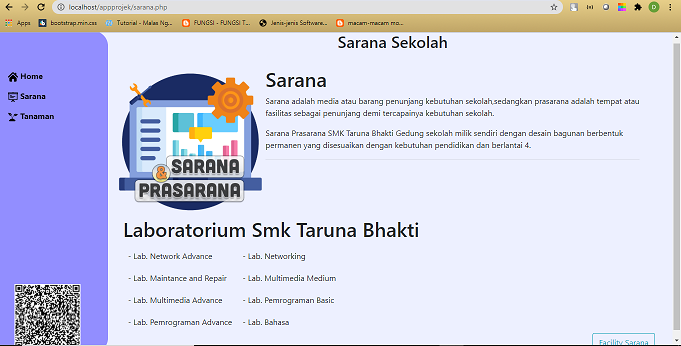 localhost/appprojek/sarana.php
Apps
bootstrap.min.css
Tutorial - Malas Ng...
FUNGSI - FUNGSI T...
Jenis-jenis Software...
macam-macam mo...
D
Sarana Sekolah
Home
Sarana
Tanaman
SARANA
&
PRASARANA
Sarana
Sarana adalah media atau barang penunjang kebutuhan sekolah,sedangkan prasarana adalah tempat atau
fasilitas sebagai penunjang demi tercapainya kebutuhan sekolah.
Sarana Prasarana SMK Taruna Bhakti Gedung sekolah milik sendiri dengan desain bagunan berbentuk
permanen yang disesuaikan dengan kebutuhan pendidikan dan berlantai 4.
Laboratorium Smk Taruna Bhakti
- Lab. Network Advance - Lab. Networking
- Lab. Maintance and Repair - Lab. Multimedia Medium
- Lab. Multimedia Advance - Lab. Pemrograman Basic
- Lab. Pemrograman Advance - Lab. Bahasa
Facility Sarana